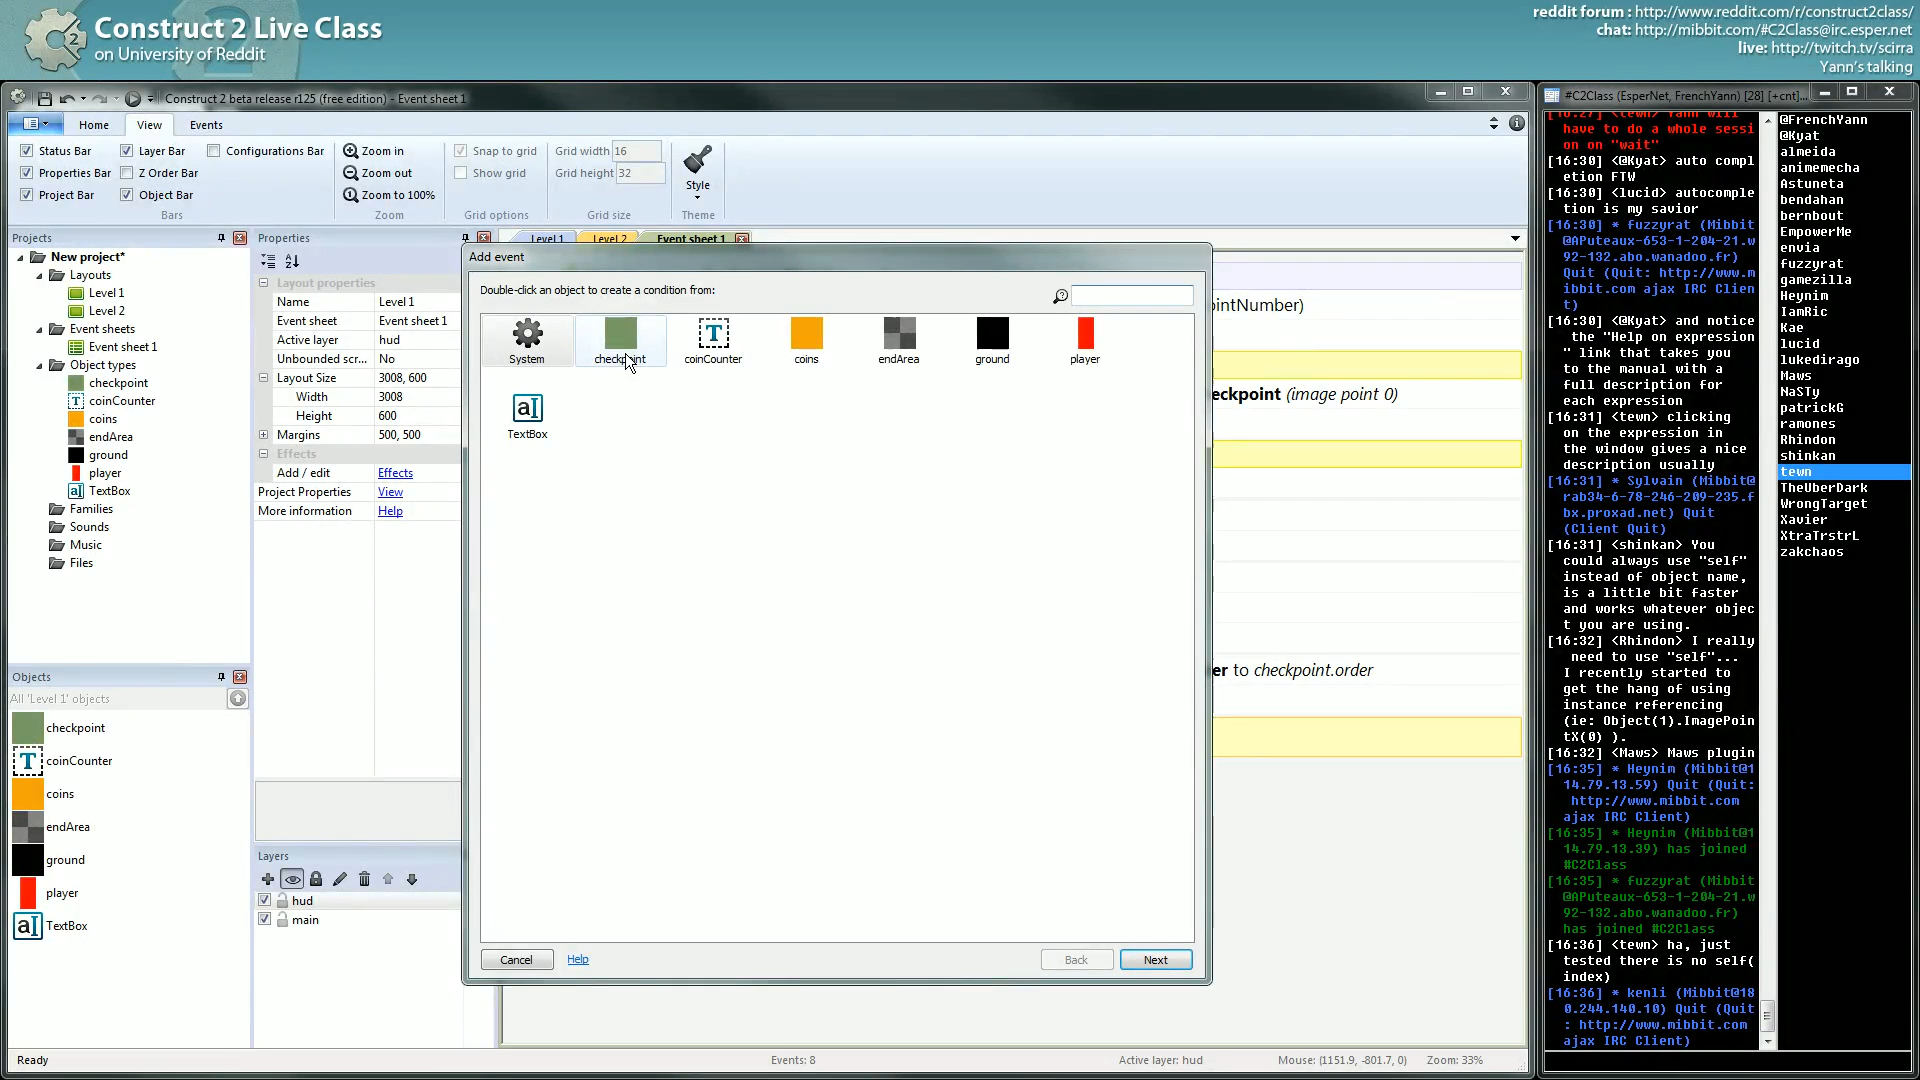 Construct 2 Live Class
on University of Reddit
reddit forum : http://www.reddit.com/r/construct2class/
chat: http://mibbit.com/#C2Class@irc.esper.net
live: http://twitch.tv/scirra
Yann's talking
Construct 2 beta release r125 (free edition) - Event sheet 1
Home View Events
Status Bar Layer Bar Configurations Bar Zoom in Snap to grid Grid width 16
Properties Bar Z Order Bar Zoom out Show grid Grid height 32
Project Bar Object Bar Zoom to 100% Style
Bars Zoom Grid options Grid size Theme
Projects
New project*
Layouts
Level 1
Level 2
Event sheets
Event sheet 1
Object types
checkpoint
coinCounter
coins
endArea
ground
player
TextBox
Families
Sounds
Music
Files
Properties
Layout properties
Name Level 1
Event sheet Event sheet 1
Active layer hud
Unbounded scr... No
Layout Size 3008, 600
Width 3008
Height 600
Margins 500, 500
Effects
Add / edit Effects
Project Properties View
More information Help
Level 1 Level 2 Event sheet 1
Add event
Double-click an object to create a condition from:
System checkpoint coinCounter coins endArea ground player
TextBox
Cancel Help Back Next
ointNumber)
eckpoint (image point 0)
er to checkpoint.order
Objects
All 'Level 1' objects
checkpoint
coinCounter
coins
endArea
ground
player
TextBox
Layers
hud
main
Ready Events: 8 Active layer: hud Mouse: (1151.9, -801.7, 0) Zoom: 33%
#C2Class (EsperNet, FrenchYann) [28] [+cnt]...
[16:27] <tewn> Yann will
have to do a whole sessi
on on "wait"
[16:30] <@Kyat> auto compl
etion FTW
[16:30] <lucid> autocomple
tion is my savior
[16:30] * fuzzyrat (Mibbit
@APuteaux-653-1-204-21.w
92-132.abo.wanadoo.fr)
Quit (Quit: http://www.m
ibbit.com ajax IRC Clien
t)
[16:30] <@Kyat> and notice
the "Help on expression
" link that takes you
to the manual with a
full description for
each expression
[16:31] <tewn> clicking
on the expression in
the window gives a nice
description usually
[16:31] * Sylvain (Mibbit@
rab34-6-78-246-209-235.f
bx.proxad.net) Quit
(Client Quit)
[16:31] <shinkan> You
could always use "self"
instead of object name,
is a little bit faster
and works whatever objec
t you are using.
[16:32] <Rhindon> I really
need to use "self"...
I recently started to
get the hang of using
instance referencing
(ie: Object(1).ImagePoin
tX(0) ).
[16:32] <Maws> Maws plugin
[16:35] * Heynim (Mibbit@1
14.79.13.59) Quit (Quit:
http://www.mibbit.com
ajax IRC Client)
[16:35] * Heynim (Mibbit@1
14.79.13.39) has joined
#C2Class
[16:35] * fuzzyrat (Mibbit
@APuteaux-653-1-204-21.w
92-132.abo.wanadoo.fr)
has joined #C2Class
[16:36] <tewn> ha, just
tested there is no self(
index)
[16:36] * kenli (Mibbit@18
0.244.140.10) Quit (Quit
: http://www.mibbit.com
ajax IRC Client)
@FrenchYann
@Kyat
almeida
animemecha
Astuneta
bendahan
bernbout
EmpowerMe
envia
fuzzyrat
gamezilla
Heynim
IamRic
Kae
lucid
lukedirago
Maws
NaSTy
patrickG
ramones
Rhindon
shinkan
tewn
TheUberDark
WrongTarget
Xavier
XtraTrstrL
zakchaos